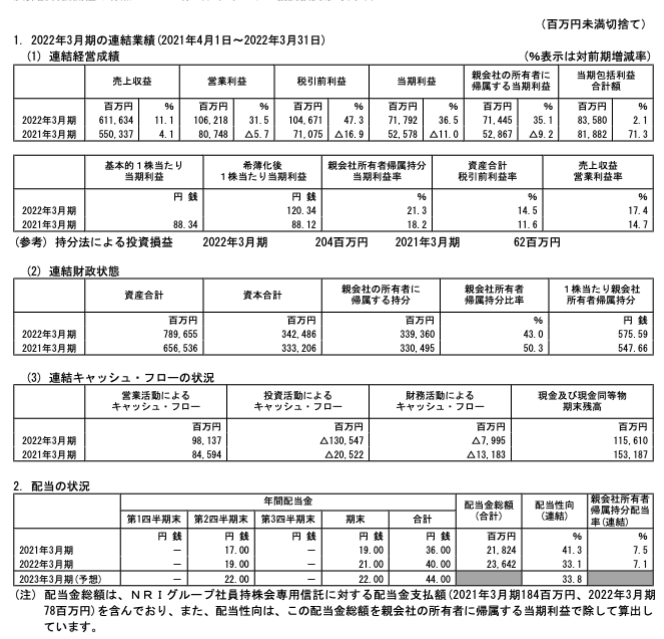 (百万円未満切捨て)
1. 2022年3月期の連結業績(2021年4月1日～2022年3月31日)
(1) 連結経営成績 (%表示は対前期増減率)
売上収益 営業利益 税引前利益 当期利益 親会社の所有者に帰属する当期利益 当期包括利益合計額
百万円 % 百万円 % 百万円 % 百万円 % 百万円 % 百万円 %
2022年3月期 611,634 11.1 106,218 31.5 104,671 47.3 71,792 36.5 71,445 35.1 83,580 2.1
2021年3月期 550,337 4.1 80,748 △5.7 71,075 △16.9 52,578 △11.0 52,867 △9.2 81,882 71.3
基本的1株当たり当期利益 希薄化後1株当たり当期利益 親会社所有者帰属持分当期利益率 資産合計税引前利益率 売上収益営業利益率
円 銭 円 銭 % % %
2022年3月期 120.34 21.3 14.5 17.4
2021年3月期 88.34 88.12 18.2 11.6 14.7
(参考) 持分法による投資損益 2022年3月期 204百万円 2021年3月期 62百万円
(2) 連結財政状態
資産合計 資本合計 親会社の所有者に帰属する持分 親会社所有者帰属持分比率 1株当たり親会社所有者帰属持分
百万円 百万円 百万円 % 円 銭
2022年3月期 789,655 342,486 339,360 43.0 575.59
2021年3月期 656,536 333,206 330,495 50.3 547.66
(3) 連結キャッシュ・フローの状況
営業活動によるキャッシュ・フロー 投資活動によるキャッシュ・フロー 財務活動によるキャッシュ・フロー 現金及び現金同等物期末残高
百万円 百万円 百万円 百万円
2022年3月期 98,137 △130,547 △7,995 115,610
2021年3月期 84,594 △20,522 △13,183 153,187
2. 配当の状況
年間配当金 配当金総額(合計) 配当性向(連結) 親会社所有者帰属持分配当率(連結)
第1四半期末 第2四半期末 第3四半期末 期末 合計
円 銭 円 銭 円 銭 円 銭 円 銭 百万円 % %
2021年3月期 － 17.00 － 19.00 36.00 21,824 41.3 7.5
2022年3月期 － 19.00 － 21.00 40.00 23,642 33.1 7.1
2023年3月期(予想) － 22.00 － 22.00 44.00 33.8
(注) 配当金総額は、ＮＲＩグループ社員持株会専用信託に対する配当金支払額(2021年3月期184百万円、2022年3月期
78百万円)を含んでおり、また、配当性向は、この配当金総額を親会社の所有者に帰属する当期利益で除して算出し
ています。